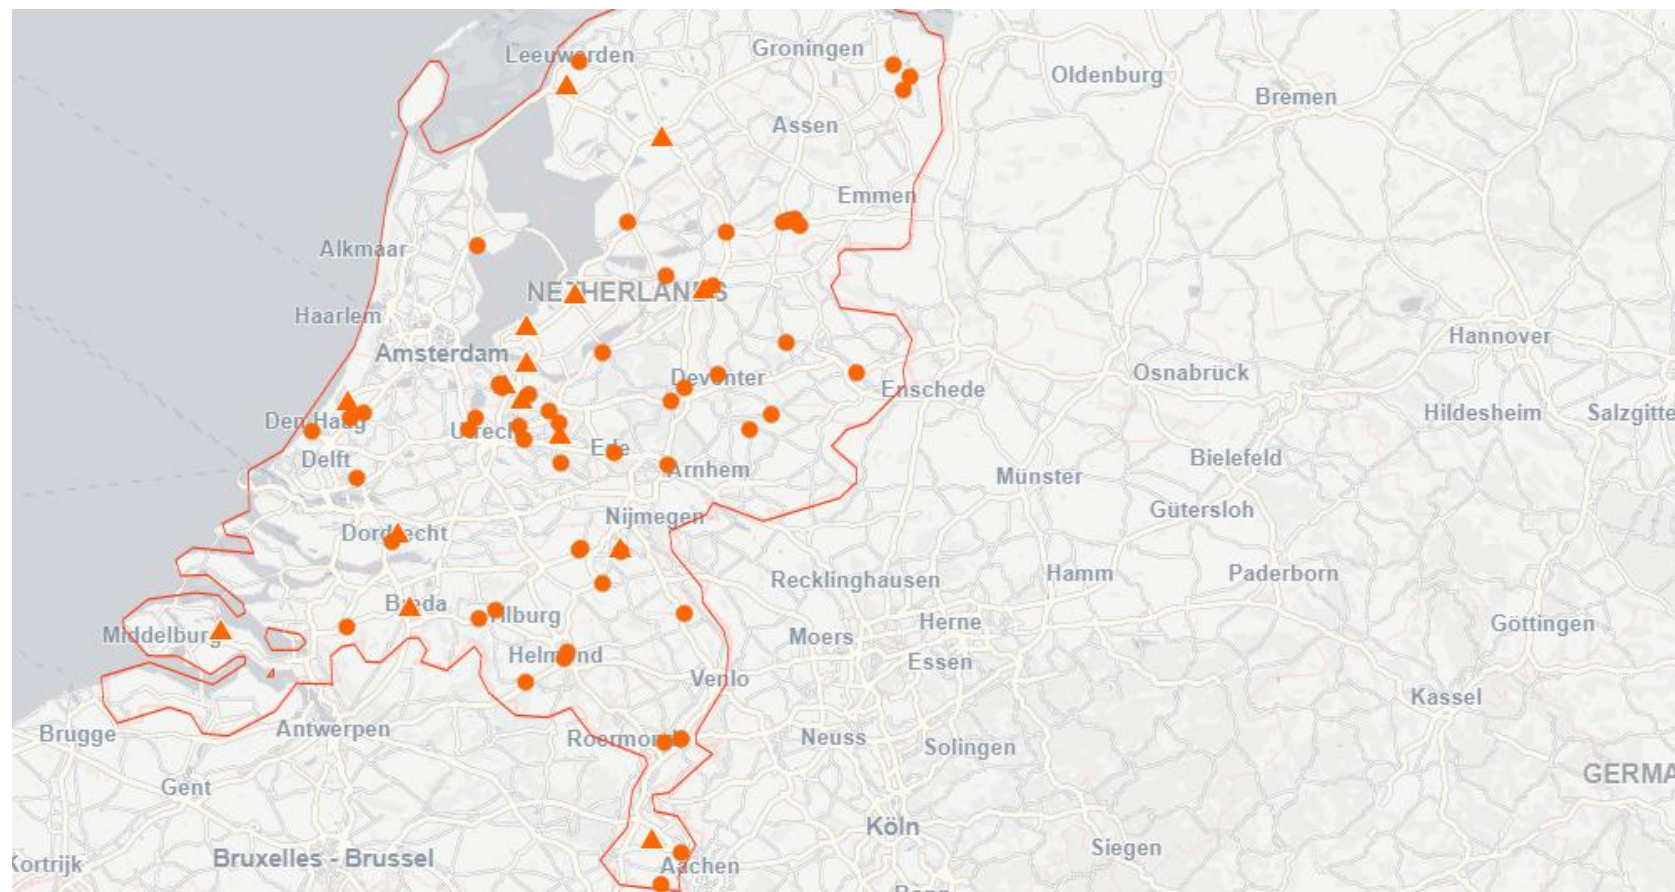 Leeuwarden
Groningen
Oldenburg
Bremen
Assen
Emmen
Alkmaar
NETHERLANDS
Haarlem
Hannover
Amsterdam
Deventer
Osnabrück
Enschede
Hildesheim
Salzgitte
Den Haag
Utrecht
Ede
Delft
Arnhem
Bielefeld
Münster
Gütersloh
Nijmegen
Dordrecht
Recklinghausen
Hamm
Paderborn
Breda
Tilburg
Herne
Göttingen
Middelburg
Moers
Helmond
Essen
Venlo
Kassel
Antwerpen
Brugge
Roermond
Neuss
Solingen
Gent
GERMA
Köln
Siegen
Bruxelles - Brussel
Kortrijk
Aachen